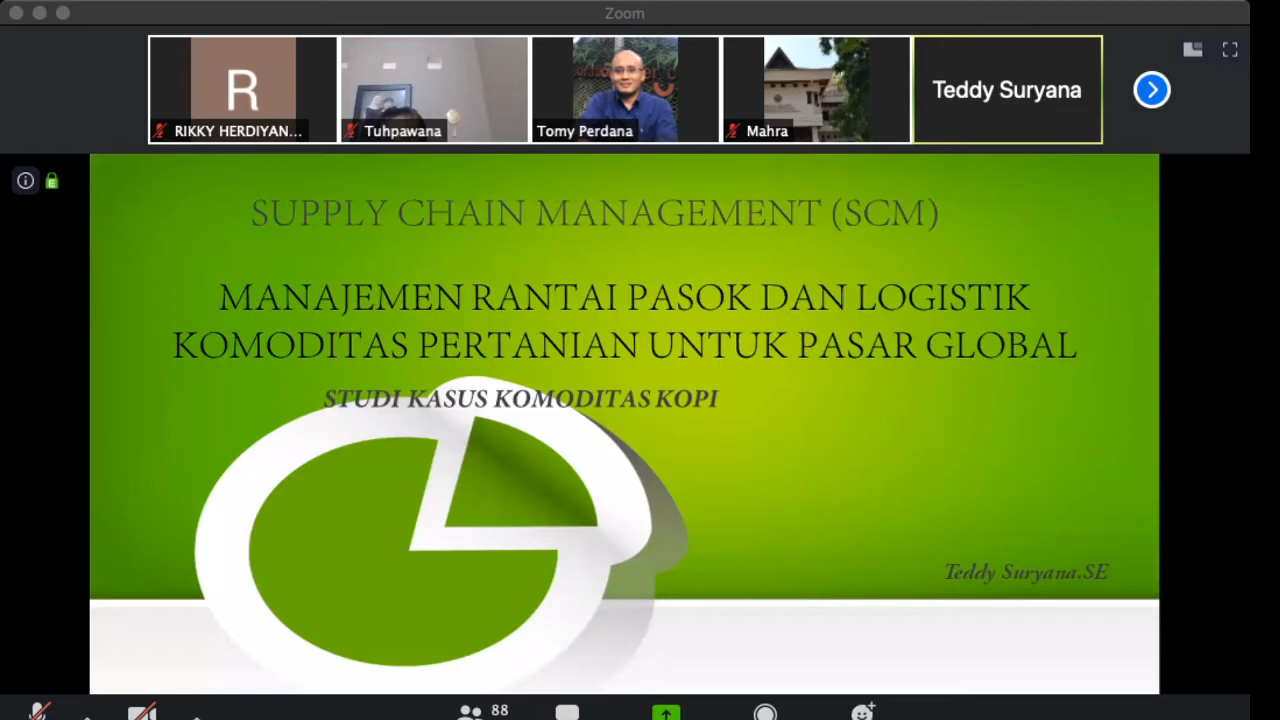 Zoom
R
RIKKY HERDIYAN...
Tuhpawana
Tomy Perdana
Mahra
Teddy Suryana
SUPPLY CHAIN MANAGEMENT (SCM)
MANAJEMEN RANTAI PASOK DAN LOGISTIK
KOMODITAS PERTANIAN UNTUK PASAR GLOBAL
STUDI KASUS KOMODITAS KOPI
Teddy Suryana.SE
88